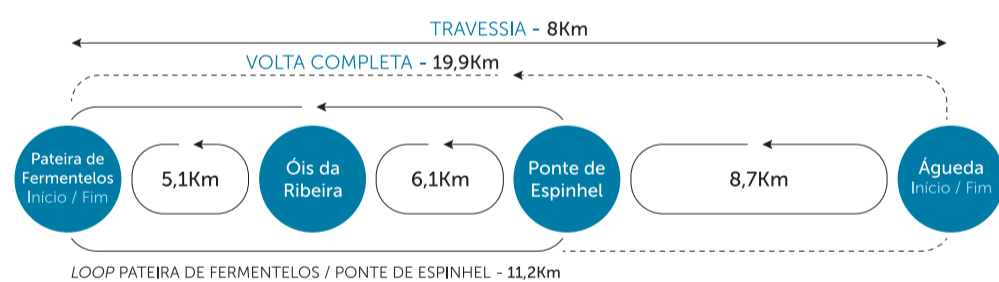 TRAVESSIA - 8Km
VOLTA COMPLETA - 19,9Km
Pateira de
Fermentelos
Início / Fim
5,1Km
Óis da
Ribeira
6,1Km
Ponte de
Espinhel
8,7Km
Águeda
Início / Fim
LOOP PATEIRA DE FERMENTELOS / PONTE DE ESPINHEL - 11,2Km